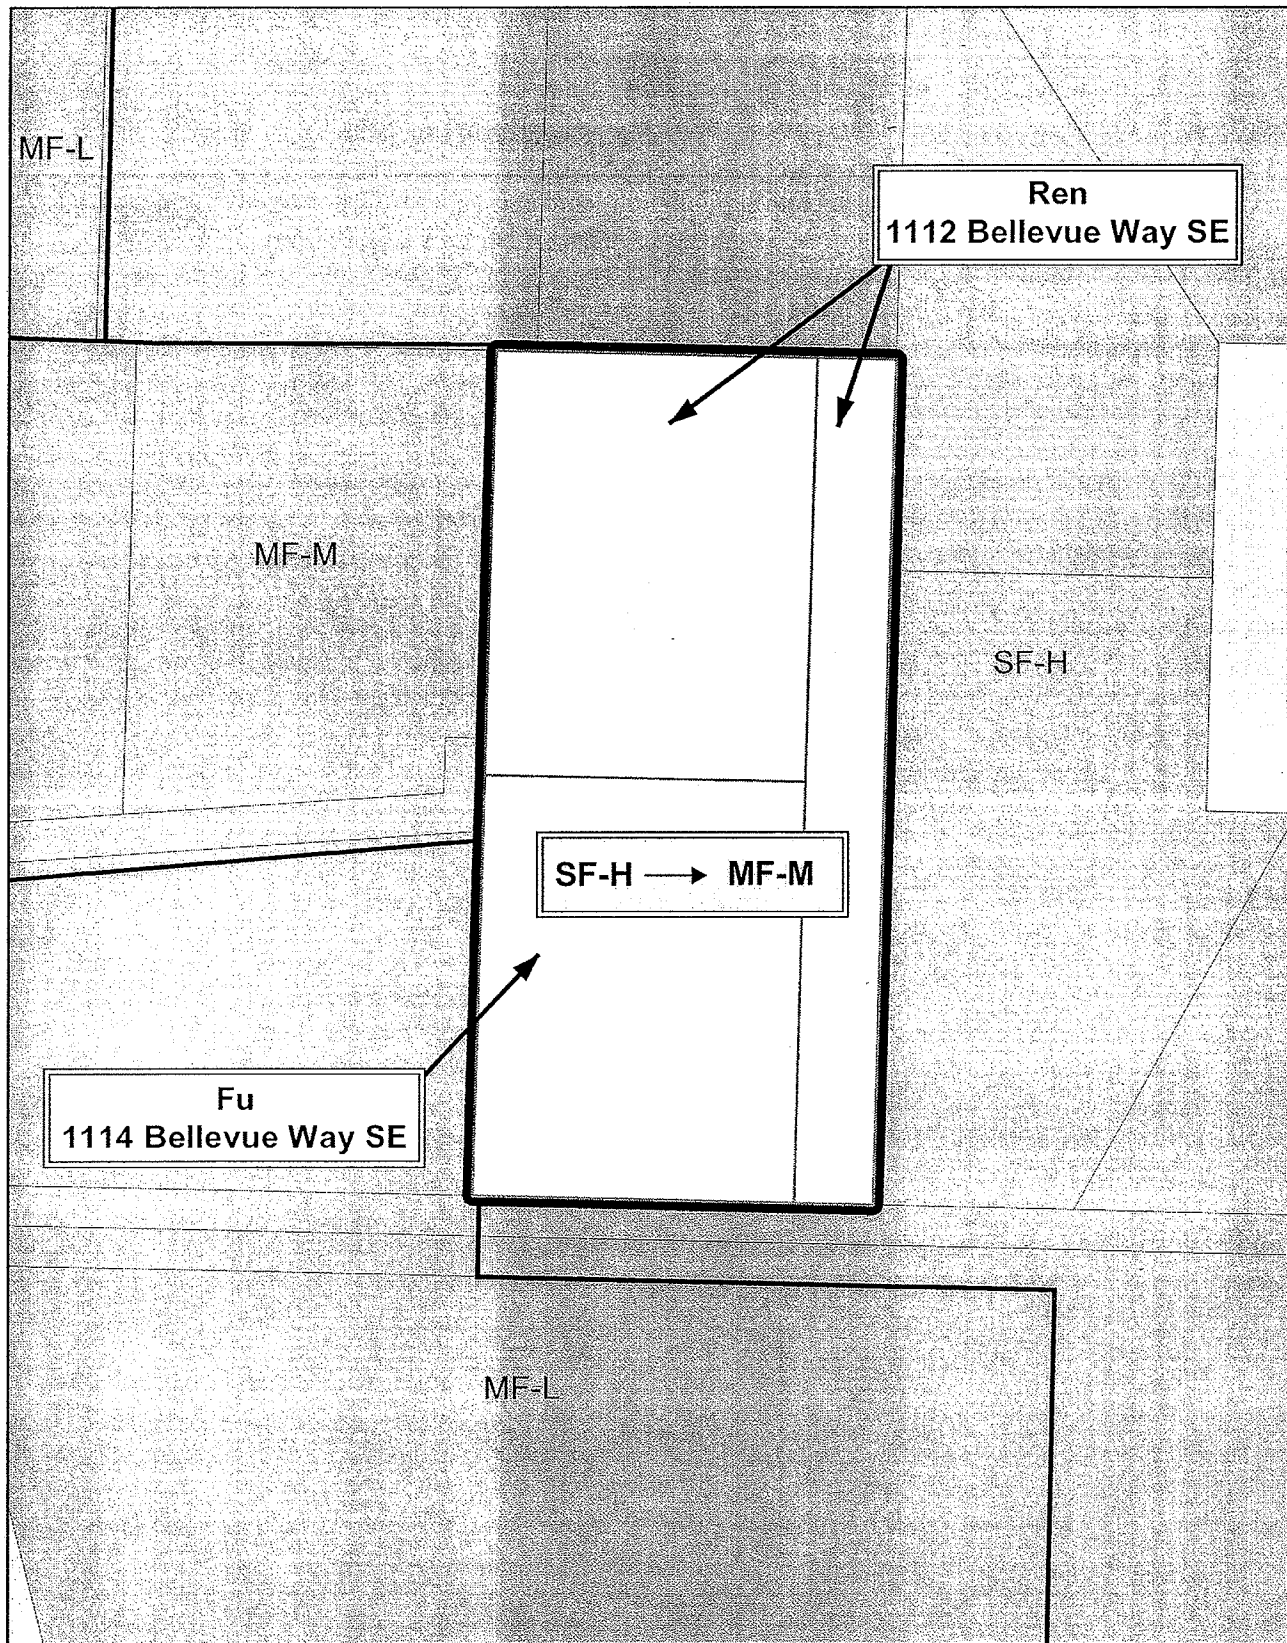 MF-L
Ren
1112 Bellevue Way SE
MF-M
SF-H
SF-H → MF-M
Fu
1114 Bellevue Way SE
MF-L